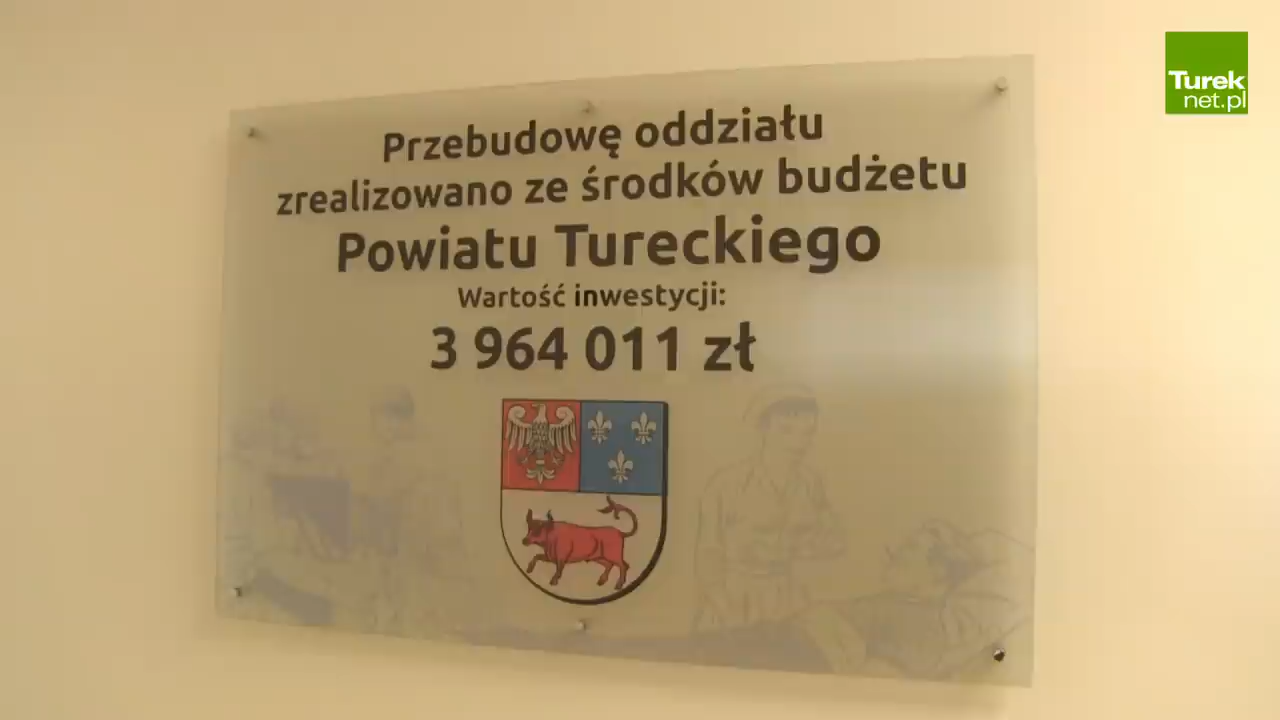 Turek
net.pl
Przebudowę oddziału
zrealizowano ze środków budżetu
Powiatu Tureckiego
Wartość inwestycji:
3 964 011 zł